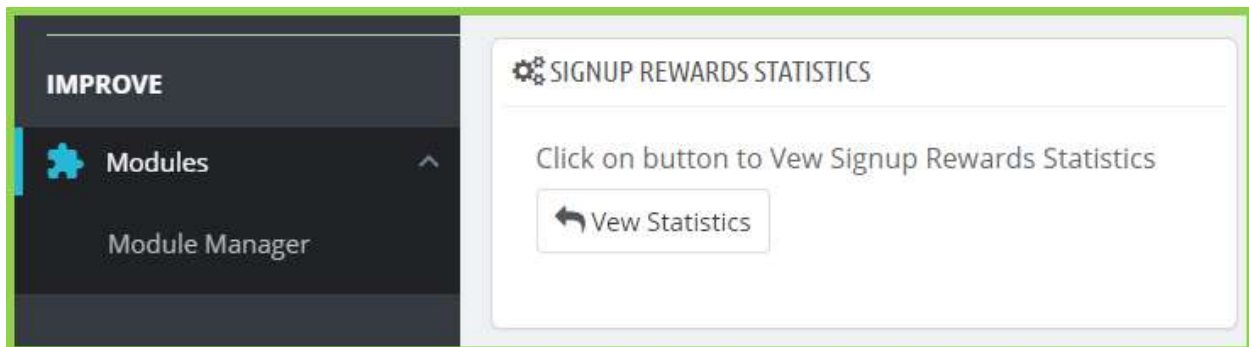 IMPROVE
Modules
Module Manager
SIGNUP REWARDS STATISTICS
Click on button to Vew Signup Rewards Statistics
Vew Statistics